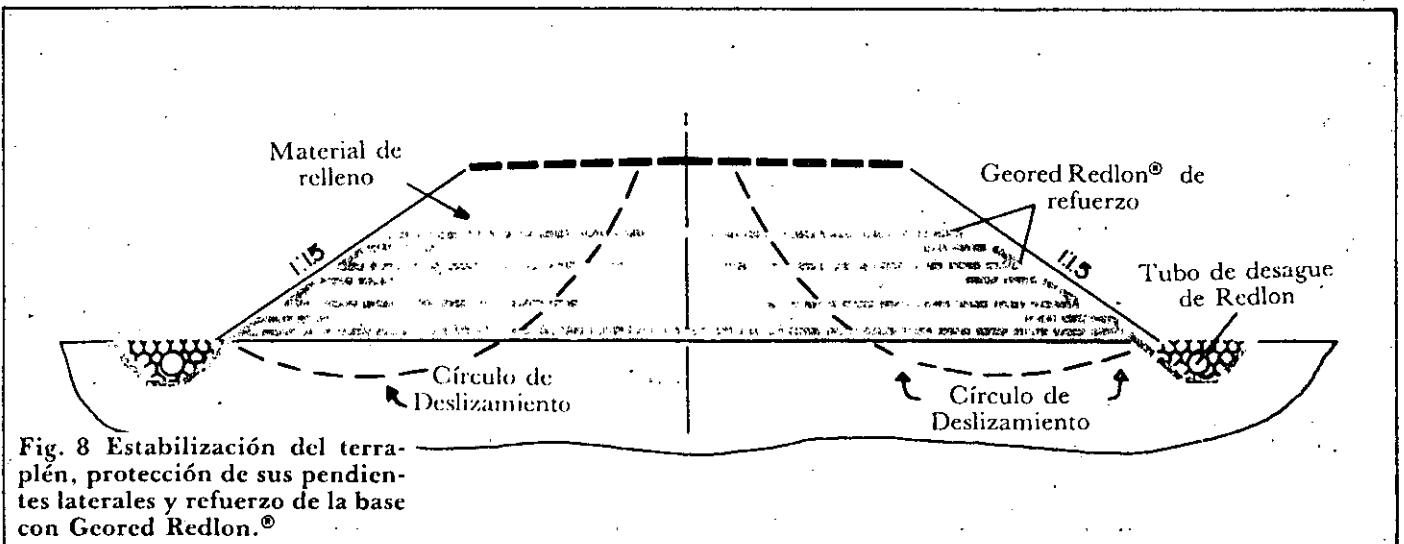 Material de
relleno
Geored Redlon® de
refuerzo
1:1.5
1:1.5
Tubo de desague
de Redlon
Círculo de
Deslizamiento
Círculo de
Deslizamiento
Fig. 8 Estabilización del terra-
plén, protección de sus pendien-
tes laterales y refuerzo de la base
con Geored Redlon.®